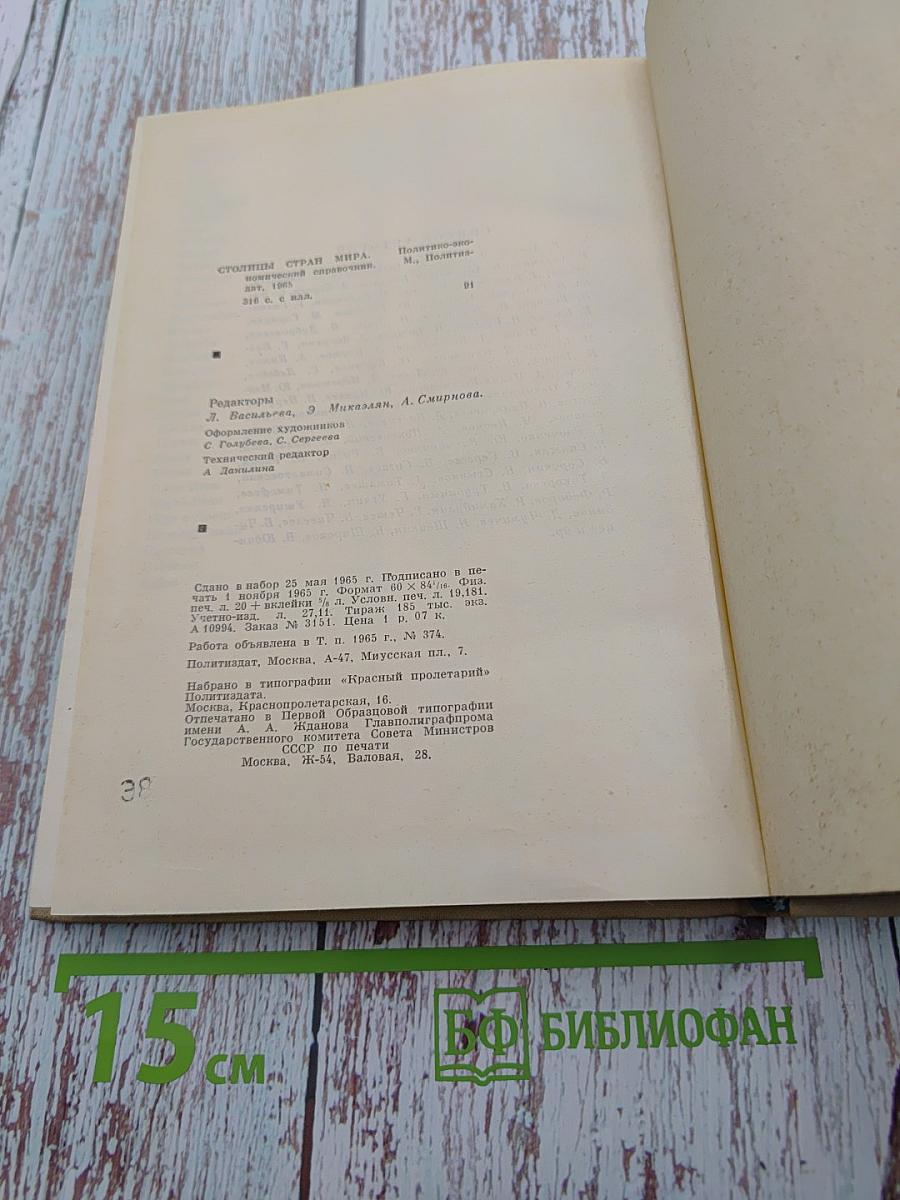 СТОЛИЦЫ СТРАН МИРА. Политико-эко-
номический справочник. М., Политиз-
дат, 1965
316 с. с илл. 91
Редакторы
Л. Васильева, Э Микаэлян, А. Смирнова.
Оформление художников
С Голубева, С. Сергеева
Технический редактор
А Данилина
Сдано в набор 25 мая 1965 г. Подписано в пе-
чать 1 ноября 1965 г. Формат 60 × 84¹/₁₆. Физ.
печ. л. 20 + вклейки ⁵/₈ л. Условн. печ. л. 19,181.
Учетно-изд. л. 27,11. Тираж 185 тыс. экз.
А 10994. Заказ № 3151. Цена 1 р. 07 к.
Работа объявлена в Т. п. 1965 г., № 374.
Политиздат, Москва, А-47, Миусская пл., 7.
Набрано в типографии «Красный пролетарий»
Политиздата.
Москва, Краснопролетарская, 16.
Отпечатано в Первой Образцовой типографии
имени А. А. Жданова Главполиграфпрома
Государственного комитета Совета Министров
СССР по печати
Москва, Ж-54, Валовая, 28.
15 см
БФ БИБЛИОФАН